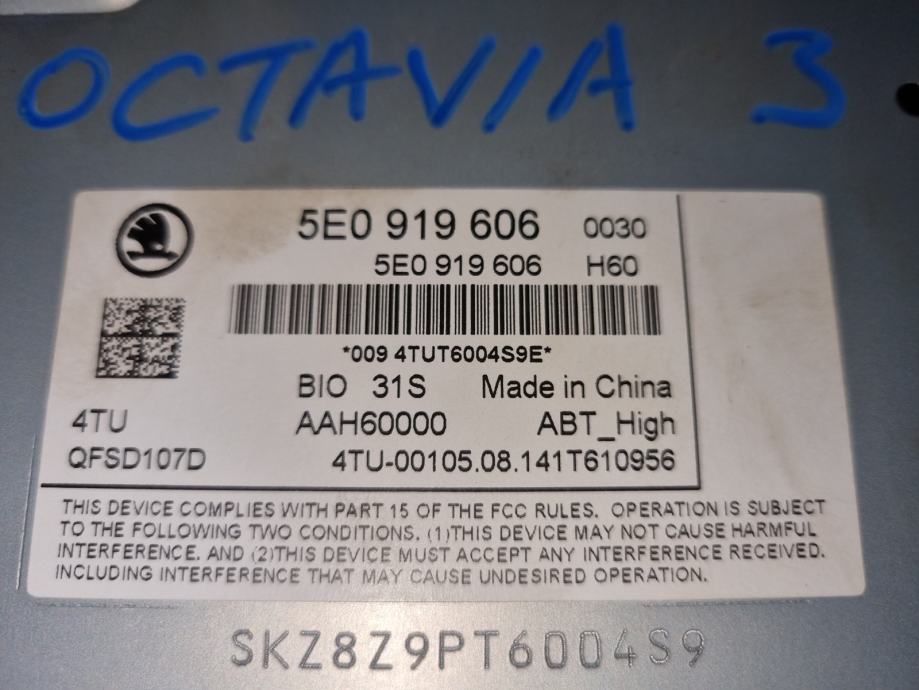 OCTAVIA 3
5E0 919 606 0030
5E0 919 606 H60
*009 4TUT6004S9E*
BIO 31S Made in China
4TU AAH60000 ABT_High
QFSD107D 4TU-00105.08.141T610956
THIS DEVICE COMPLIES WITH PART 15 OF THE FCC RULES. OPERATION IS SUBJECT
TO THE FOLLOWING TWO CONDITIONS. (1)THIS DEVICE MAY NOT CAUSE HARMFUL
INTERFERENCE. AND (2)THIS DEVICE MUST ACCEPT ANY INTERFERENCE RECEIVED.
INCLUDING INTERFERENCE THAT MAY CAUSE UNDESIRED OPERATION.
SKZ8Z9PT6004S9